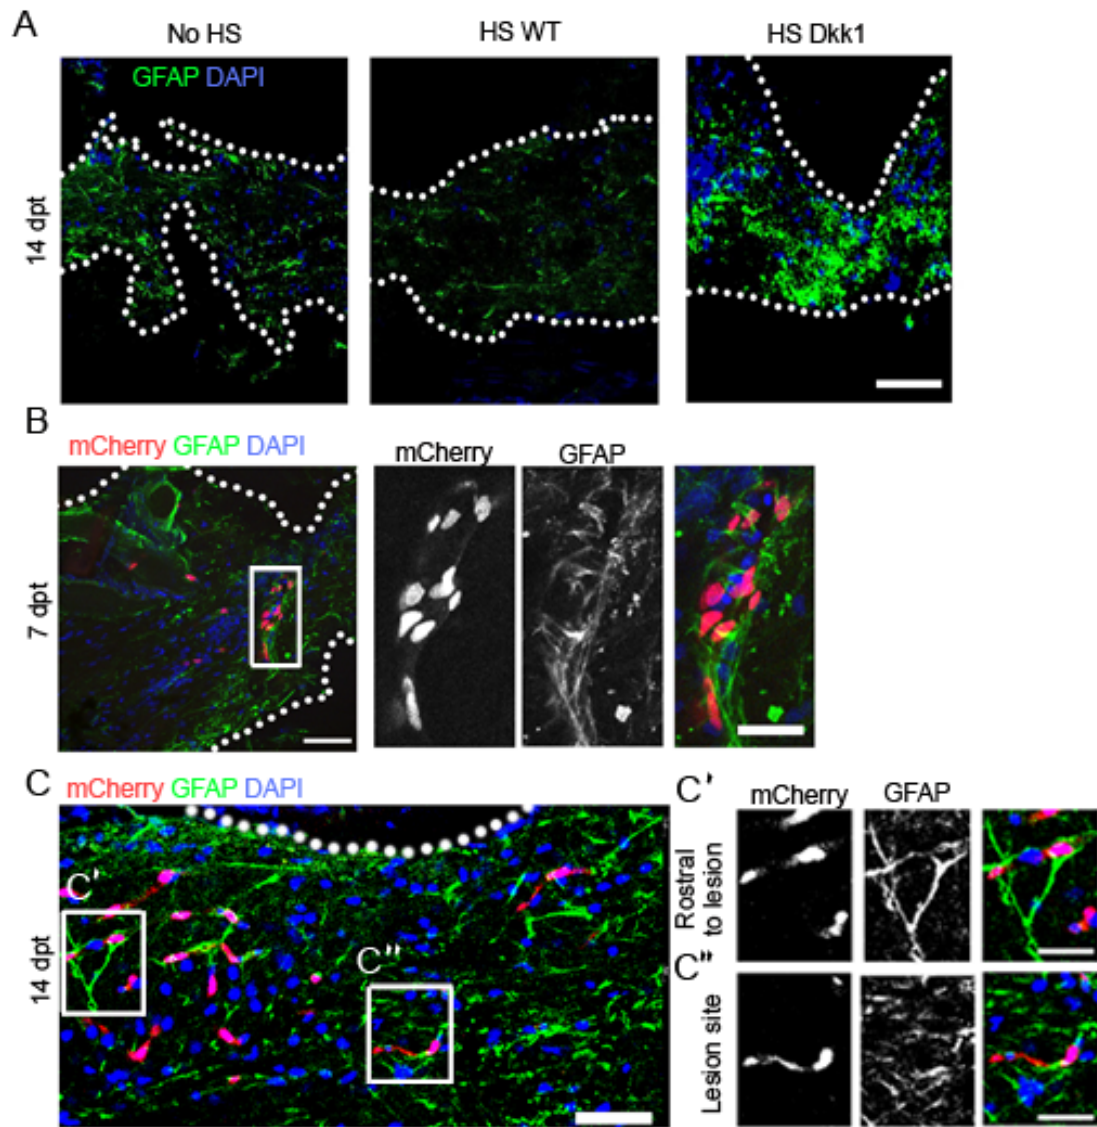 A
No HS
HS WT
HS Dkk1
GFAP DAPI
14 dpt
B
mCherry GFAP DAPI
mCherry
GFAP
7 dpt
C
mCherry GFAP DAPI
C'
C"
14 dpt
C'
mCherry
GFAP
Rostral
to lesion
C"
Lesion site